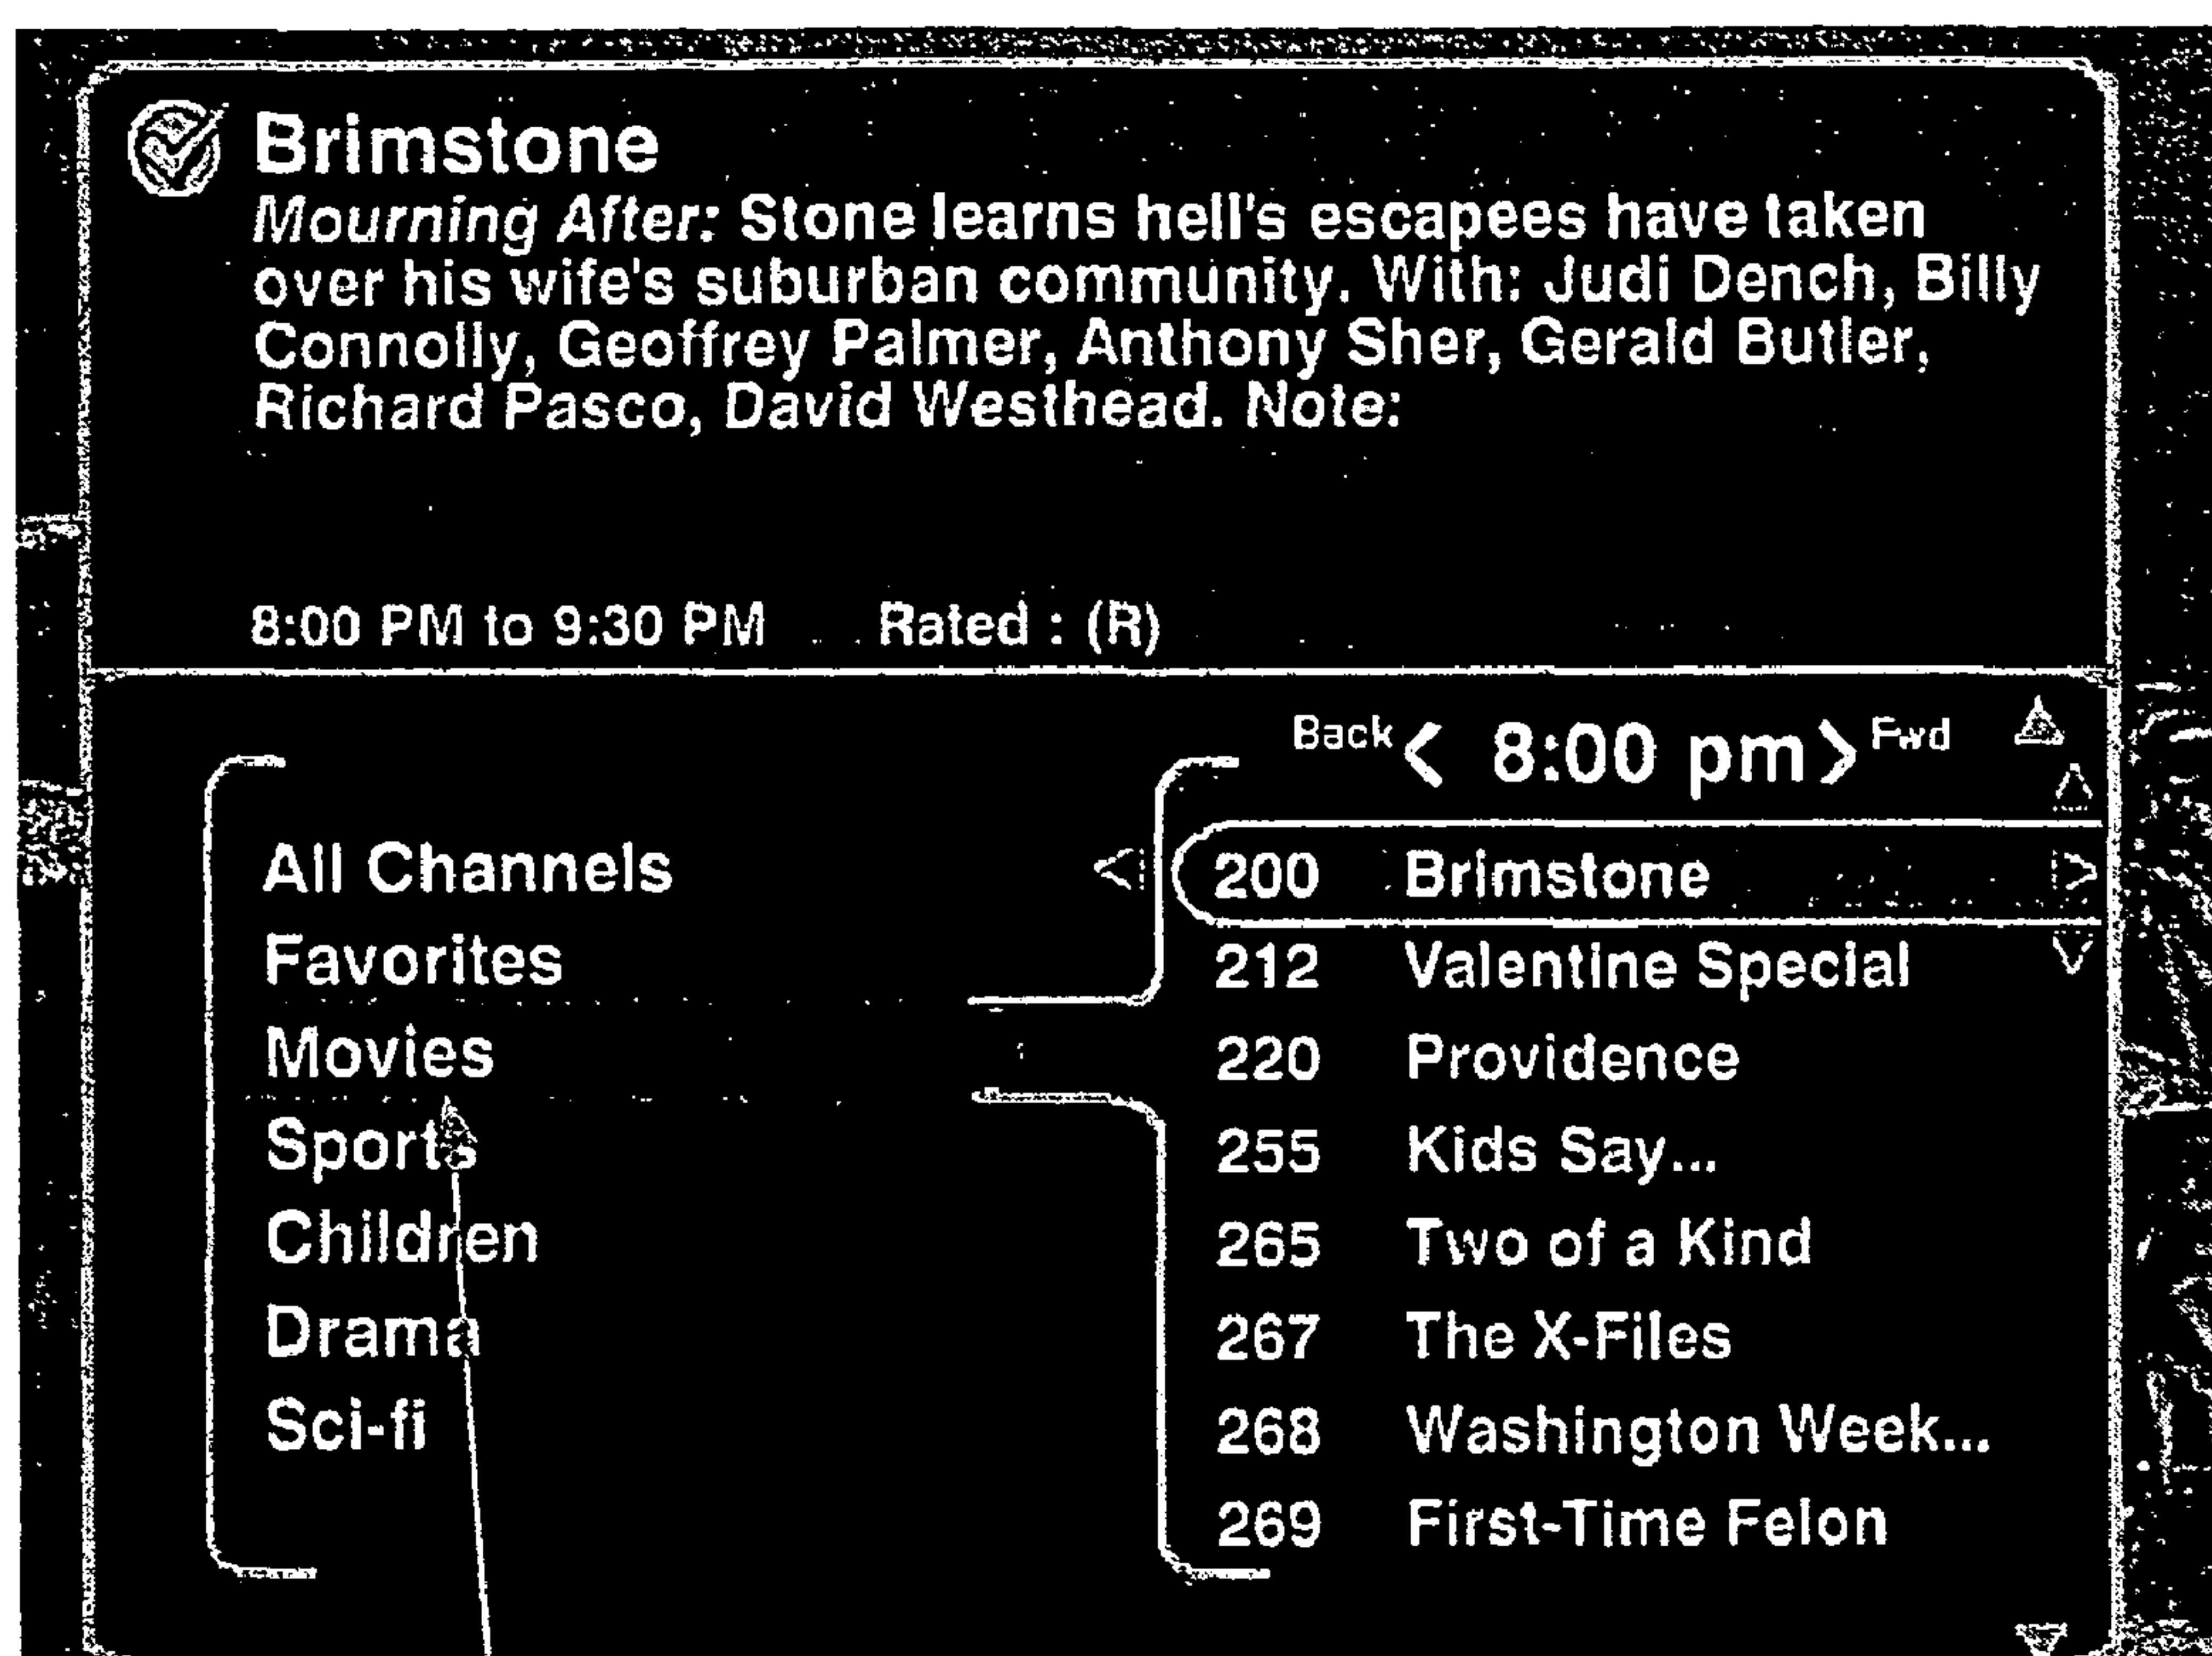 Brimstone
Mourning After: Stone learns hell's escapees have taken
over his wife's suburban community. With: Judi Dench, Billy
Connolly, Geoffrey Palmer, Anthony Sher, Gerald Butler,
Richard Pasco, David Westhead. Note:
8:00 PM to 9:30 PM Rated : (R)
Back < 8:00 pm > Fwd
All Channels
Favorites
Movies
Sports
Children
Drama
Sci-fi
200 Brimstone
212 Valentine Special
220 Providence
255 Kids Say...
265 Two of a Kind
267 The X-Files
268 Washington Week...
269 First-Time Felon